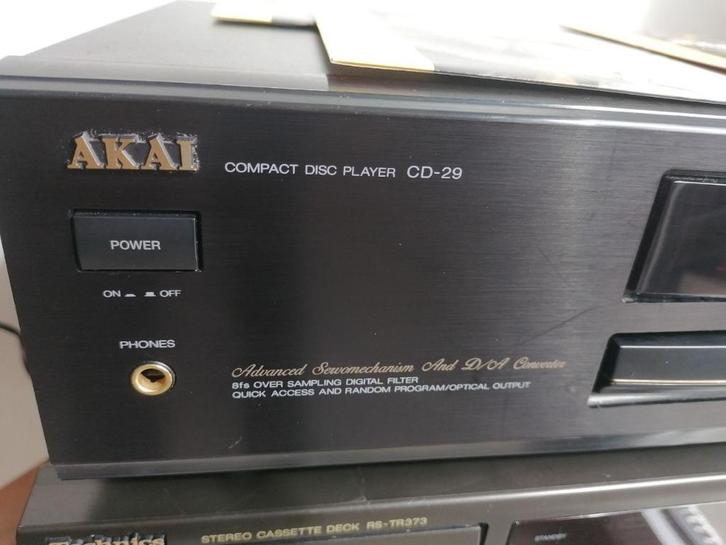 AKAI COMPACT DISC PLAYER CD-29
POWER
ON OFF
PHONES
Advanced Servomechanism And D/A Converter
8fs OVER SAMPLING DIGITAL FILTER
QUICK ACCESS AND RANDOM PROGRAM/OPTICAL OUTPUT
Technics STEREO CASSETTE DECK RS-TR373
STANDBY